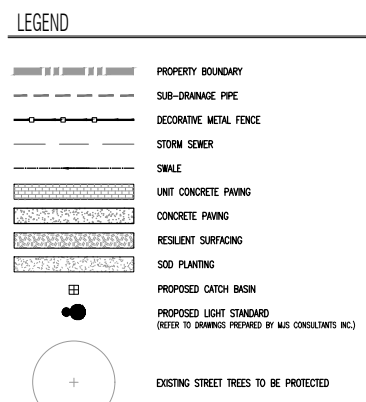 LEGEND
PROPERTY BOUNDARY
SUB-DRAINAGE PIPE
DECORATIVE METAL FENCE
STORM SEWER
SWALE
UNIT CONCRETE PAVING
CONCRETE PAVING
RESILIENT SURFACING
SOD PLANTING
PROPOSED CATCH BASIN
PROPOSED LIGHT STANDARD
(REFER TO DRAWINGS PREPARED BY MJS CONSULTANTS INC.)
EXISTING STREET TREES TO BE PROTECTED